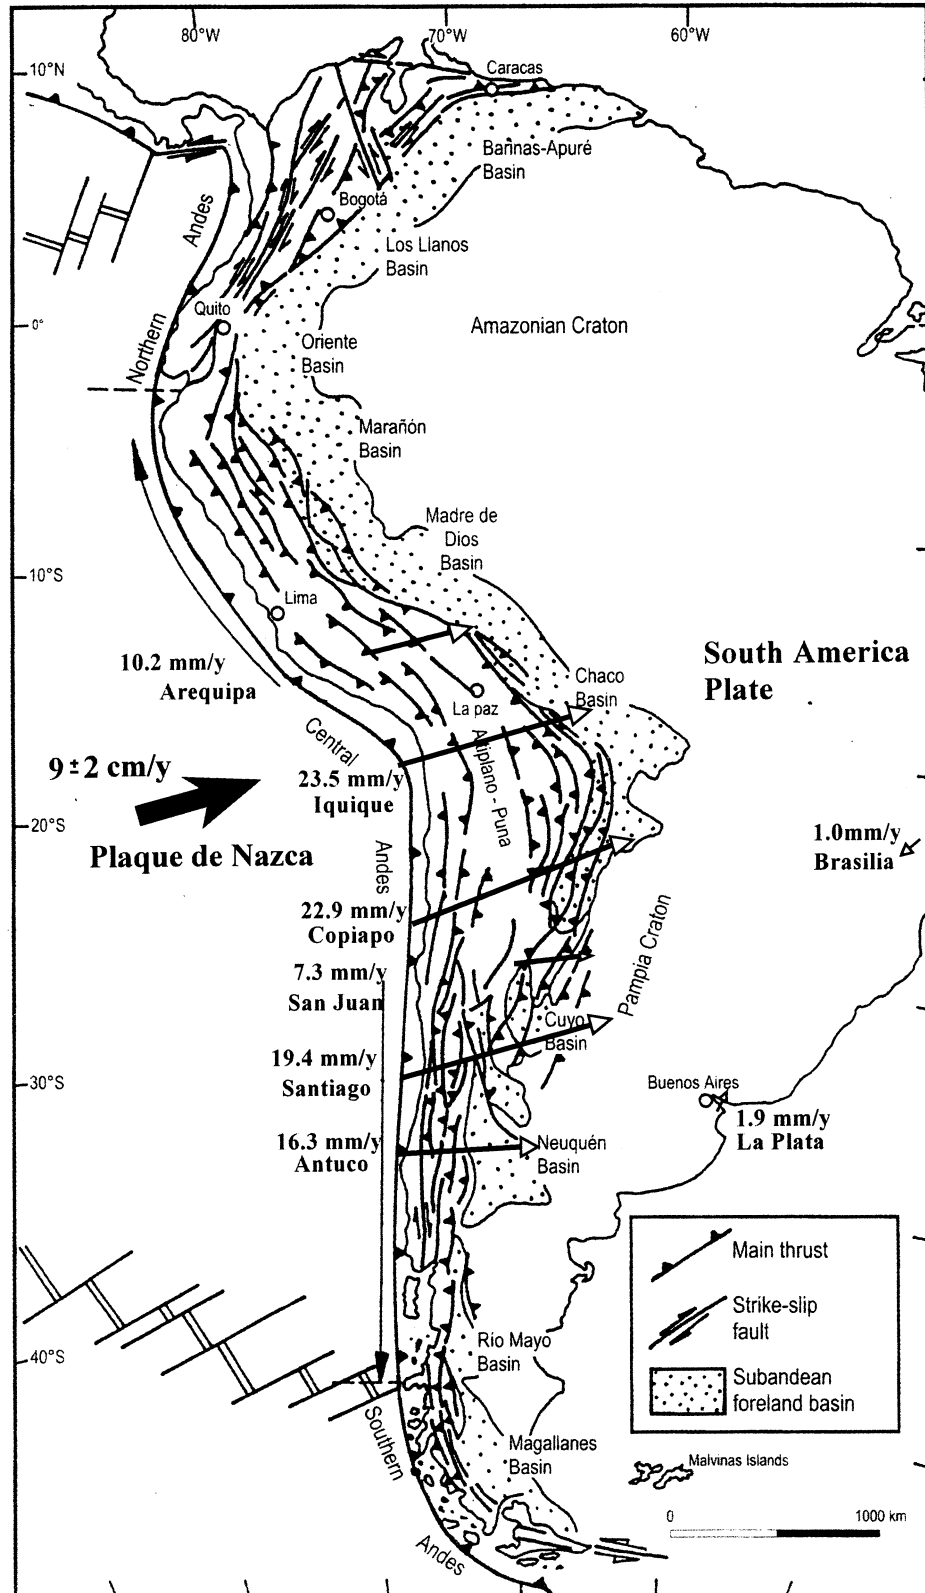 80°W
70°W
60°W
10°N
Caracas
Barinas-Apuré
Basin
Bogotá
Andes
Los Llanos
Basin
Quito
0°
Amazonian Craton
Oriente
Basin
Northern
Marañón
Basin
Madre de
Dios
Basin
10°S
Lima
10.2 mm/y
Arequipa
South America
Plate
Chaco
Basin
La paz
Central
Altiplano - Puna
9±2 cm/y
23.5 mm/y
Iquique
20°S
Plaque de Nazca
Andes
1.0mm/y
Brasilia
22.9 mm/y
Copiapo
Pampia Craton
7.3 mm/y
San Juan
Cuyo
Basin
19.4 mm/y
Santiago
30°S
Buenos Aires
1.9 mm/y
La Plata
16.3 mm/y
Antuco
Neuquén
Basin
Main thrust
Strike-slip
fault
Subandean
foreland basin
Río Mayo
Basin
40°S
Southern
Magallanes
Basin
Malvinas Islands
0
1000 km
Andes